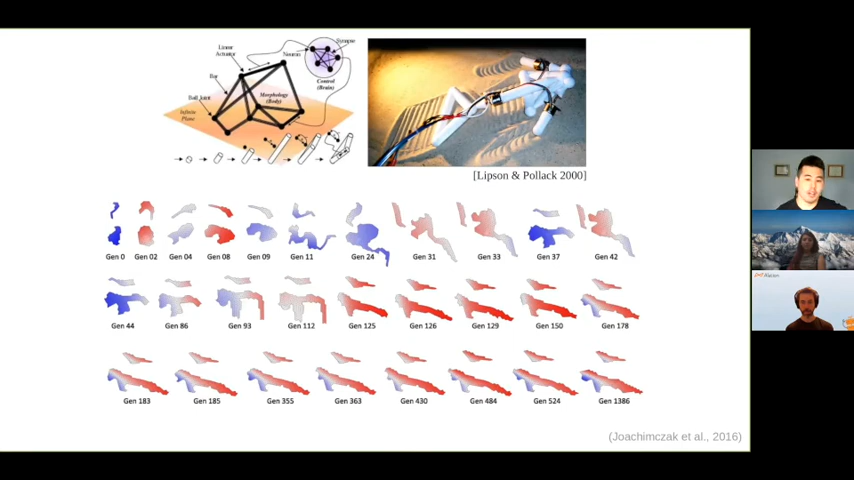 Linear
Actuator
Synapse
Neuron
Bar
Control
(Brain)
Ball Joint
Morphology
(Body)
Infinite
Plane
[Lipson & Pollack 2000]
Gen 0 Gen 02 Gen 04 Gen 08 Gen 09 Gen 11 Gen 24 Gen 31 Gen 33 Gen 37 Gen 42
Gen 44 Gen 86 Gen 93 Gen 112 Gen 125 Gen 126 Gen 129 Gen 150 Gen 178
Gen 183 Gen 185 Gen 355 Gen 363 Gen 430 Gen 484 Gen 524 Gen 1386
(Joachimczak et al., 2016)